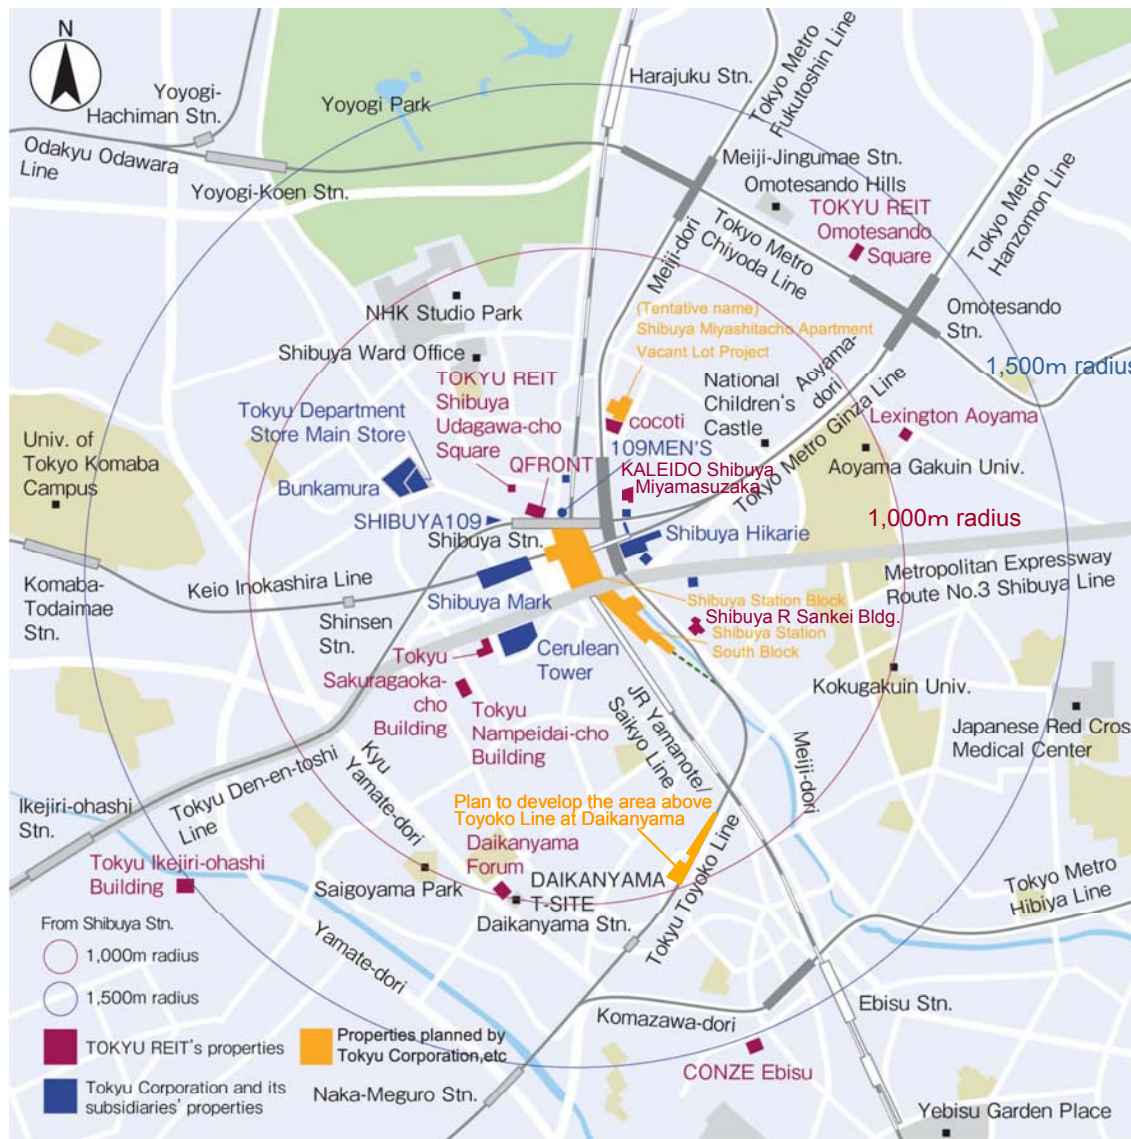 N
Harajuku Stn.
Tokyo Metro
Fukutoshin Line
Yoyogi-
Hachiman Stn.
Yoyogi Park
Odakyu Odawara
Line
Yoyogi-Koen Stn.
Meiji-Jingumae Stn.
Omotesando Hills
TOKYU REIT
Omotesando
Square
Tokyo Metro
Hanzomon Line
Tokyo Metro
Chiyoda Line
Meiji-dori
NHK Studio Park
(Tentative name)
Shibuya Miyashitacho Apartment
Vacant Lot Project
Omotesando
Stn.
Shibuya Ward Office
1,500m radius
Aoyama-
dori
TOKYU REIT
Shibuya
Udagawa-cho
Square
National
Children's
Castle
Tokyo Metro Ginza Line
Tokyu Department
Store Main Store
cocoti
Lexington Aoyama
Univ. of
Tokyo Komaba
Campus
109MEN'S
QFRONT
KALEIDO Shibuya
Miyamasuzaka
Aoyama Gakuin Univ.
Bunkamura
SHIBUYA109
1,000m radius
Shibuya Stn.
Shibuya Hikarie
Metropolitan Expressway
Route No.3 Shibuya Line
Keio Inokashira Line
Komaba-
Todaimae
Stn.
Shibuya Mark
Shibuya Station Block
Shinsen
Stn.
Shibuya R Sankei Bldg.
Shibuya Station
South Block
Cerulean
Tower
Tokyu
Sakuragaoka-
cho
Building
Kokugakuin Univ.
Tokyu
Nampeidai-cho
Building
JR Yamanote/
Saikyo Line
Japanese Red Cross
Medical Center
Meiji-dori
Kyu
Yamate-dori
Tokyu Den-en-toshi
Line
Ikejiri-ohashi
Stn.
Plan to develop the area above
Toyoko Line at Daikanyama
Daikanyama
Forum
Tokyu Ikejiri-ohashi
Building
Saigoyama Park
DAIKANYAMA
T-SITE
Daikanyama Stn.
Tokyu Toyoko Line
Tokyo Metro
Hibiya Line
From Shibuya Stn.
1,000m radius
1,500m radius
Yamate-dori
Ebisu Stn.
Komazawa-dori
TOKYU REIT's properties
Properties planned by
Tokyu Corporation,etc
CONZE Ebisu
Tokyu Corporation and its
subsidiaries' properties
Naka-Meguro Stn.
Yebisu Garden Place